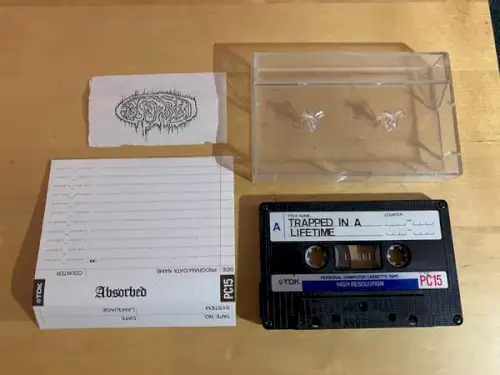 SIDE PROGRAM/DATA NAME COUNTER
TDK
PC15
Absorbed
TAPE NO. DATE
SYSTEM LANGUAGE
TITLE/NAME COUNTER
A
TRAPPED IN A
LIFETIME
TDK
PERSONAL COMPUTER CASSETTE TAPE
HIGH RESOLUTION
PC15